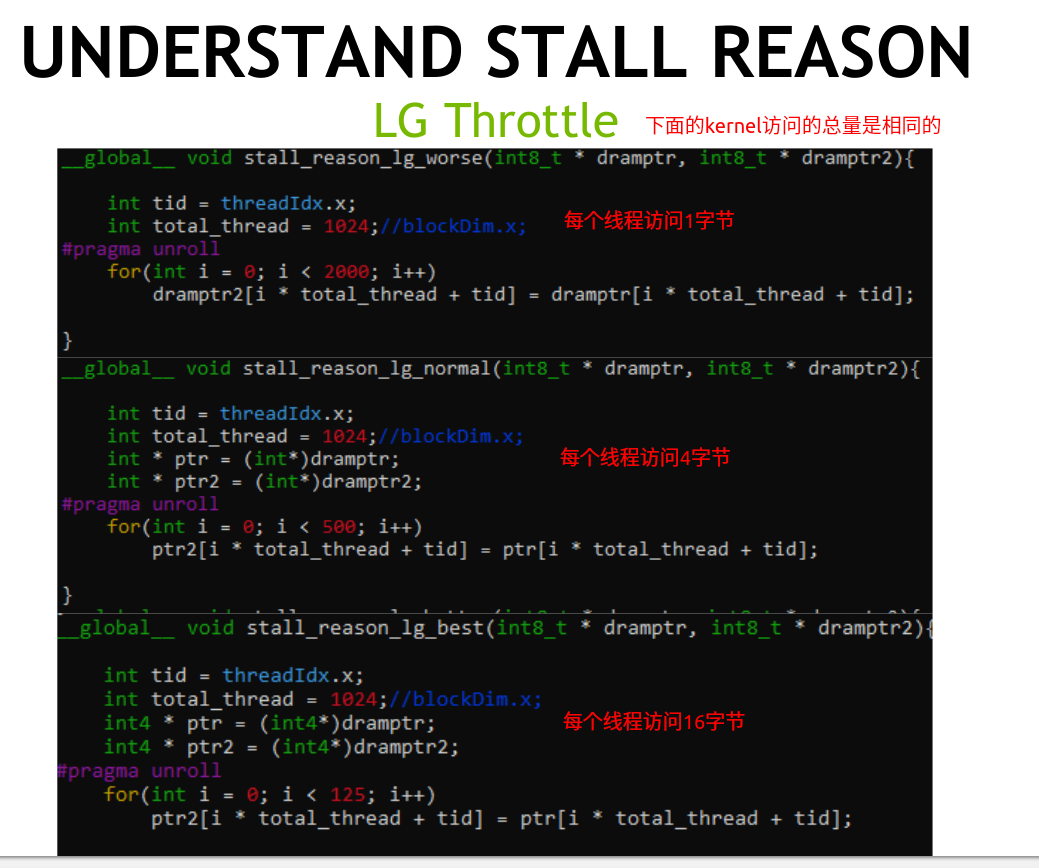 UNDERSTAND STALL REASON
LG Throttle 下面的kernel访问的总量是相同的
__global__ void stall_reason_lg_worse(int8_t * dramptr, int8_t * dramptr2){
int tid = threadIdx.x;
int total_thread = 1024;//blockDim.x; 每个线程访问1字节
#pragma unroll
for(int i = 0; i < 2000; i++)
dramptr2[i * total_thread + tid] = dramptr[i * total_thread + tid];
}
__global__ void stall_reason_lg_normal(int8_t * dramptr, int8_t * dramptr2){
int tid = threadIdx.x;
int total_thread = 1024;//blockDim.x;
int * ptr = (int*)dramptr; 每个线程访问4字节
int * ptr2 = (int*)dramptr2;
#pragma unroll
for(int i = 0; i < 500; i++)
ptr2[i * total_thread + tid] = ptr[i * total_thread + tid];
}
__global__ void stall_reason_lg_best(int8_t * dramptr, int8_t * dramptr2){
int tid = threadIdx.x;
int total_thread = 1024;//blockDim.x;
int4 * ptr = (int4*)dramptr; 每个线程访问16字节
int4 * ptr2 = (int4*)dramptr2;
#pragma unroll
for(int i = 0; i < 125; i++)
ptr2[i * total_thread + tid] = ptr[i * total_thread + tid];